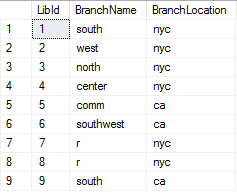 LibId BranchName BranchLocation
1 1 south nyc
2 2 west nyc
3 3 north nyc
4 4 center nyc
5 5 comm ca
6 6 southwest ca
7 7 r nyc
8 8 r nyc
9 9 south ca